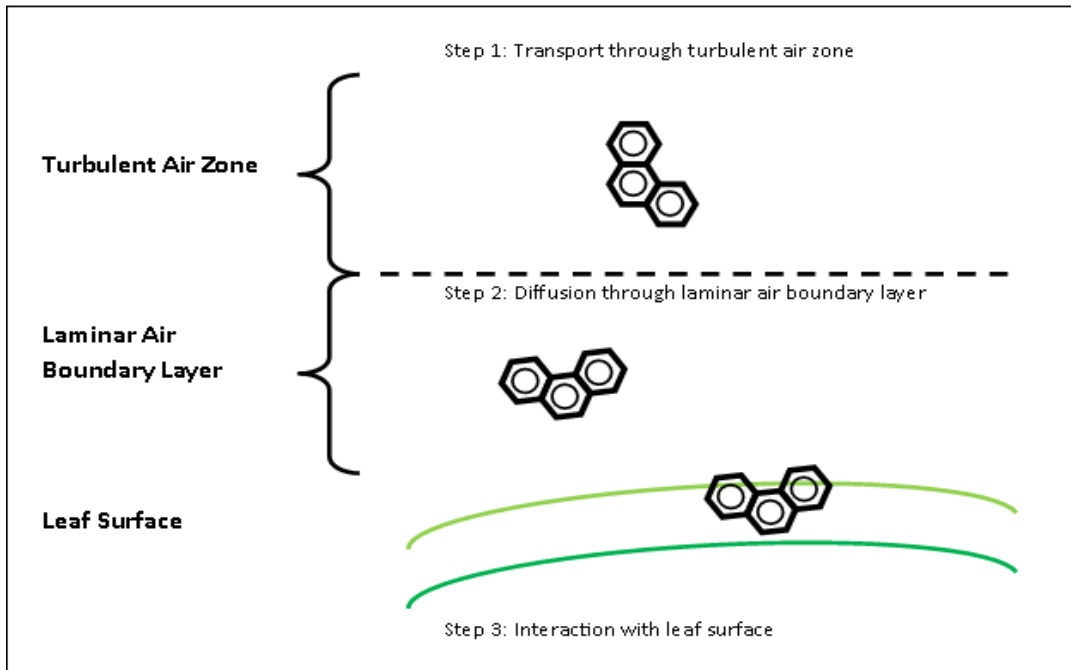 Step 1: Transport through turbulent air zone
Turbulent Air Zone
Step 2: Diffusion through laminar air boundary layer
Laminar Air
Boundary Layer
Leaf Surface
Step 3: Interaction with leaf surface